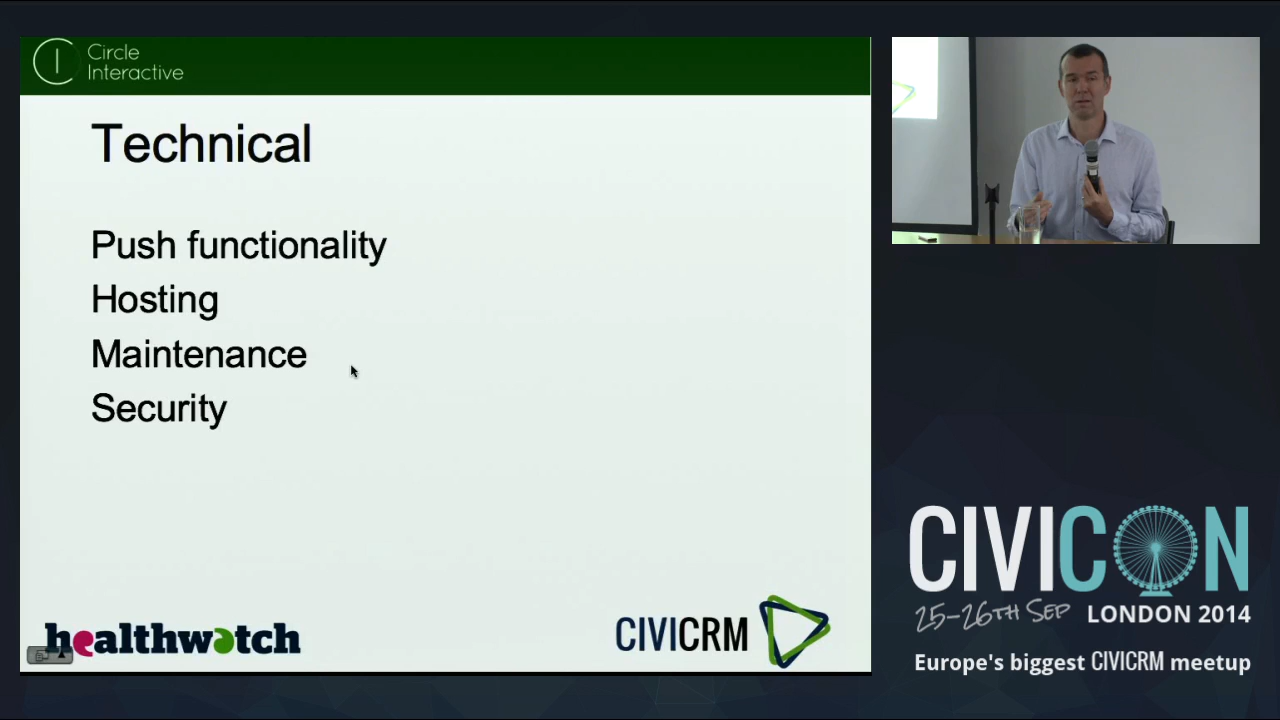 Circle
Interactive
Technical
Push functionality
Hosting
Maintenance
Security
healthwatch
CIVICRM
CIVICON
25-26TH SEP LONDON 2014
Europe's biggest CIVICRM meetup